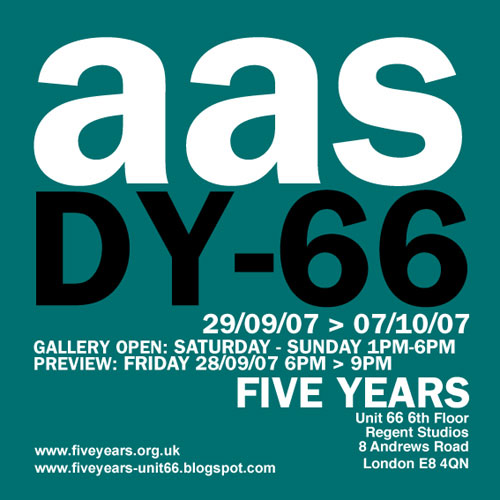 aas
DY-66
29/09/07 > 07/10/07
GALLERY OPEN: SATURDAY - SUNDAY 1PM-6PM
PREVIEW: FRIDAY 28/09/07 6PM > 9PM
FIVE YEARS
Unit 66 6th Floor
Regent Studios
8 Andrews Road
London E8 4QN
www.fiveyears.org.uk
www.fiveyears-unit66.blogspot.com